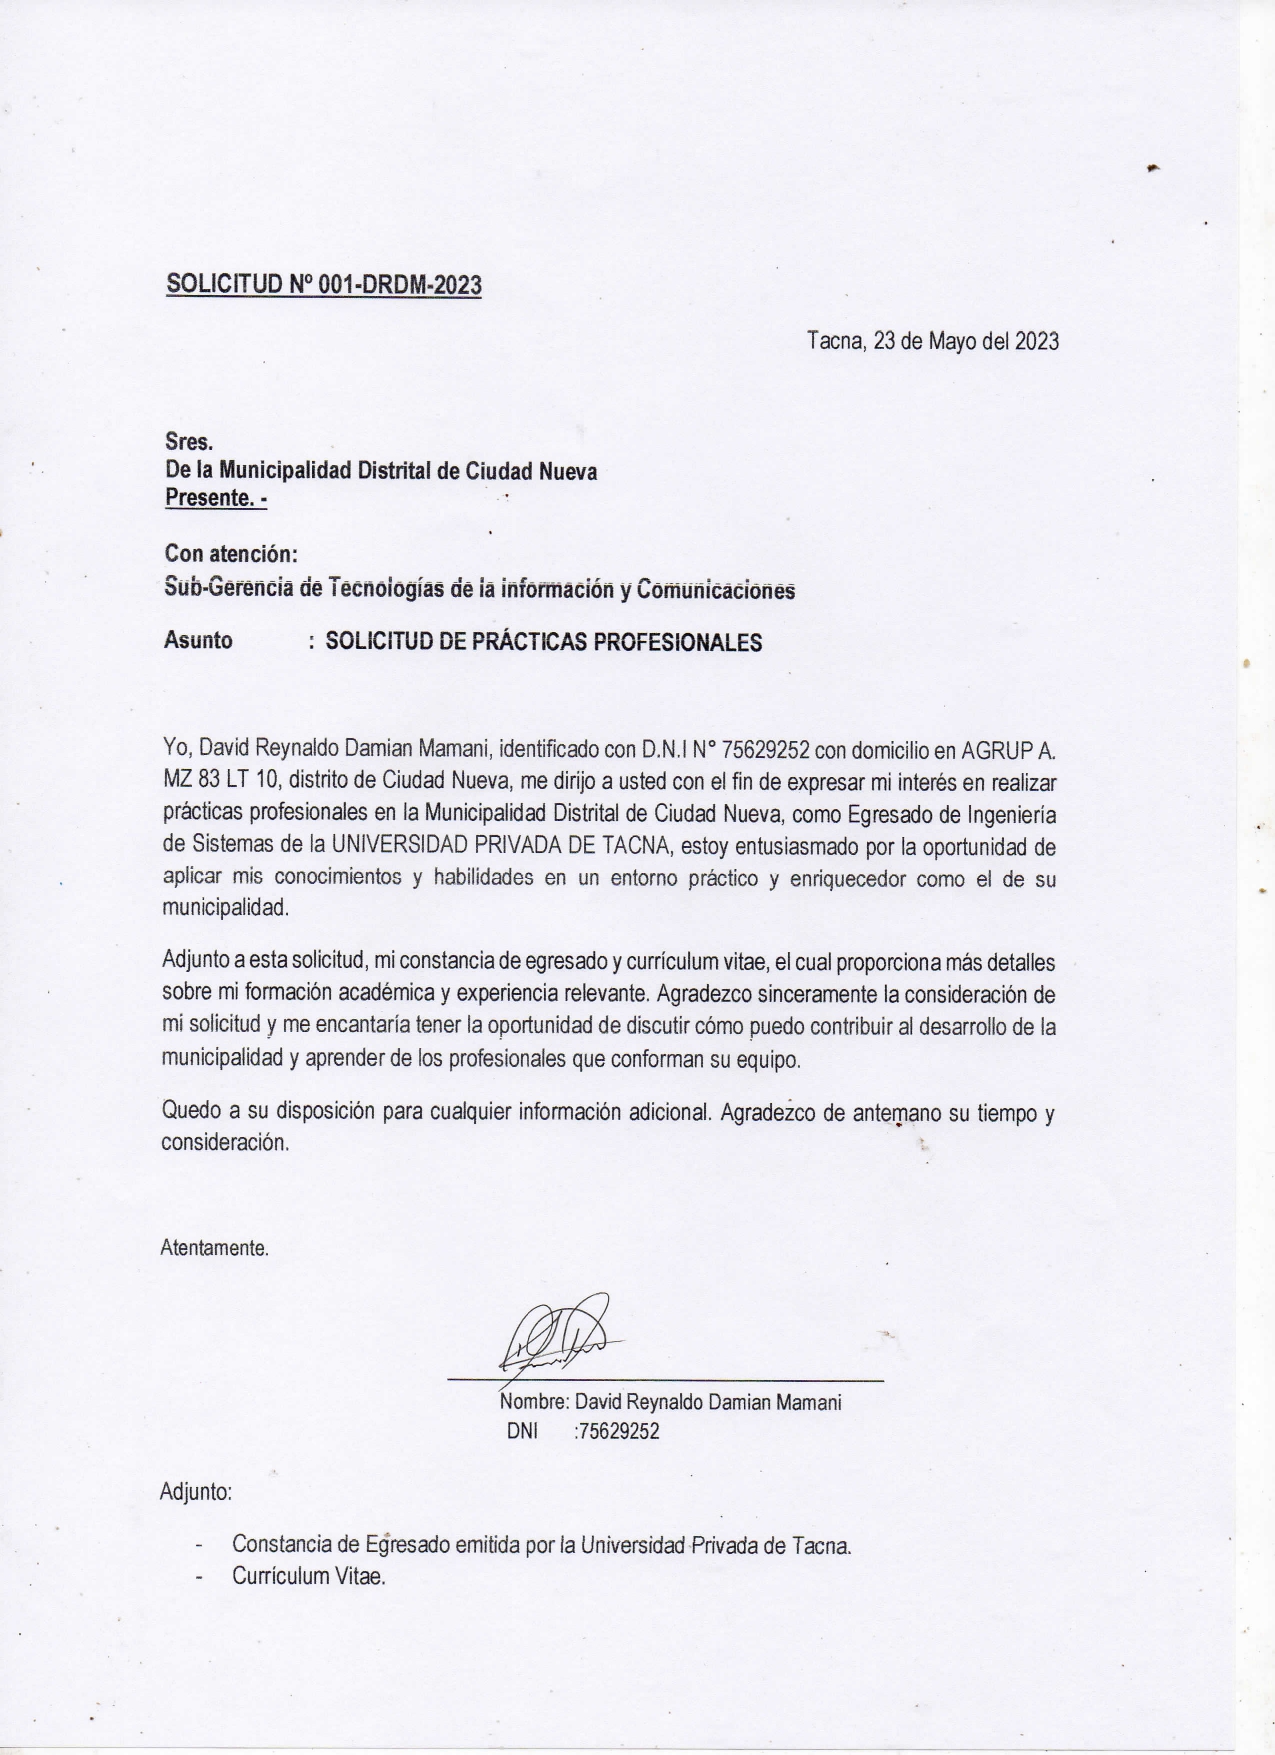 SOLICITUD Nº 001-DRDM-2023
Tacna, 23 de Mayo del 2023
Sres.
De la Municipalidad Distrital de Ciudad Nueva
Presente. -
Con atención:
Sub-Gerencia de Tecnologías de la información y Comunicaciones
Asunto : SOLICITUD DE PRÁCTICAS PROFESIONALES
Yo, David Reynaldo Damian Mamani, identificado con D.N.I N° 75629252 con domicilio en AGRUP A.
MZ 83 LT 10, distrito de Ciudad Nueva, me dirijo a usted con el fin de expresar mi interés en realizar
prácticas profesionales en la Municipalidad Distrital de Ciudad Nueva, como Egresado de Ingeniería
de Sistemas de la UNIVERSIDAD PRIVADA DE TACNA, estoy entusiasmado por la oportunidad de
aplicar mis conocimientos y habilidades en un entorno práctico y enriquecedor como el de su
municipalidad.
Adjunto a esta solicitud, mi constancia de egresado y currículum vitae, el cual proporciona más detalles
sobre mi formación académica y experiencia relevante. Agradezco sinceramente la consideración de
mi solicitud y me encantaría tener la oportunidad de discutir cómo puedo contribuir al desarrollo de la
municipalidad y aprender de los profesionales que conforman su equipo.
Quedo a su disposición para cualquier información adicional. Agradezco de antemano su tiempo y
consideración.
Atentamente.
Nombre: David Reynaldo Damian Mamani
DNI :75629252
Adjunto:
- Constancia de Egresado emitida por la Universidad Privada de Tacna.
- Currículum Vitae.